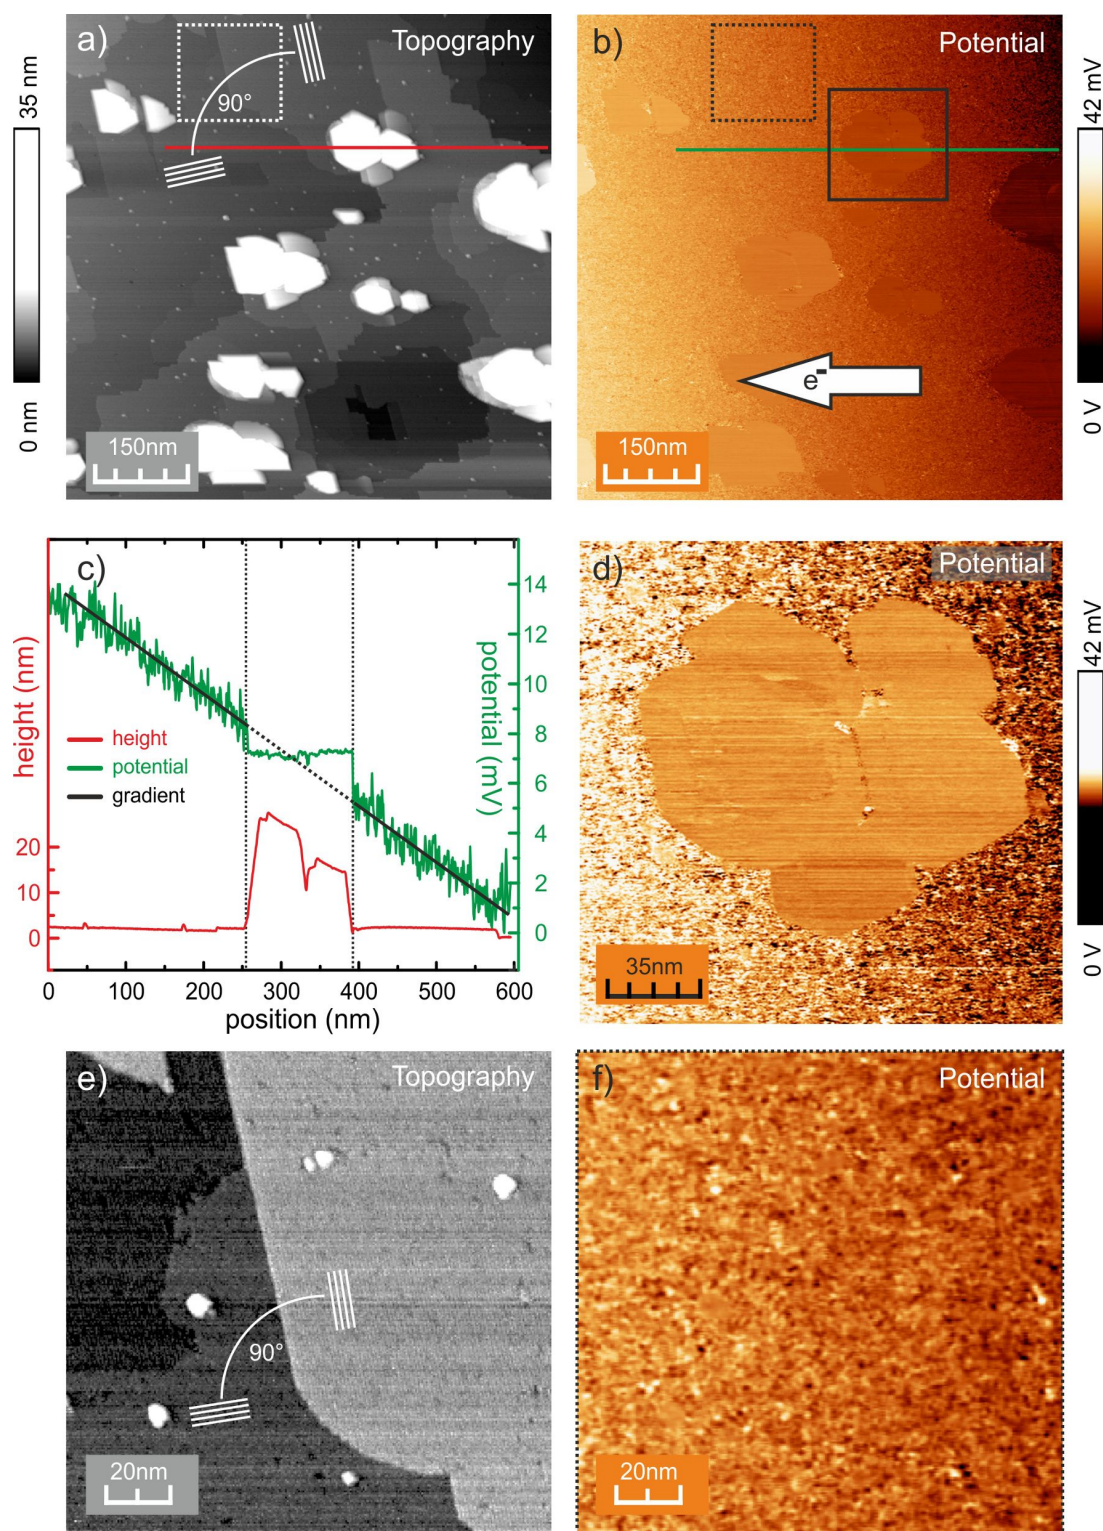 a)
Topography
35 nm
0 nm
90°
150nm
b)
Potential
42 mV
0 V
e-
150nm
c)
height (nm)
20
10
0
height
potential
gradient
potential (mV)
14
12
10
8
6
4
2
0
0 100 200 300 400 500 600
position (nm)
d)
Potential
42 mV
0 V
35nm
e)
Topography
90°
20nm
f)
Potential
20nm